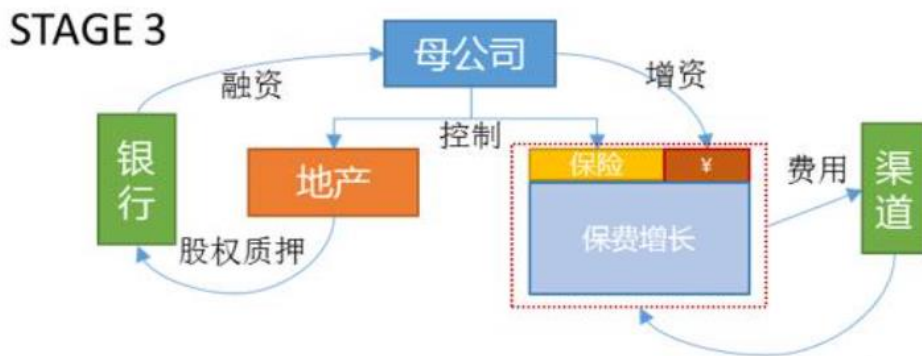 STAGE 3
母公司
融资
增资
银行
地产
控制
保险
¥
费用
渠道
保费增长
股权质押